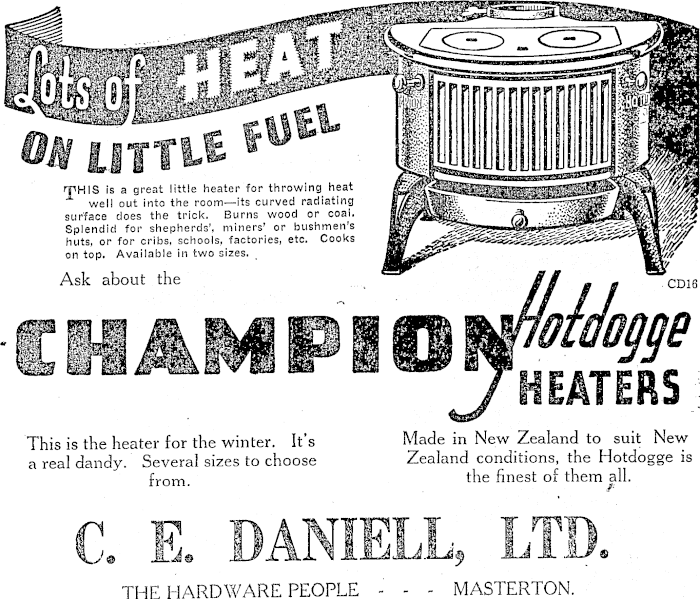 Lots of HEAT
ON LITTLE FUEL
THIS is a great little heater for throwing heat
well out into the room—its curved radiating
surface does the trick. Burns wood or coal.
Splendid for shepherds', miners' or bushmen's
huts, or for cribs, schools, factories, etc. Cooks
on top. Available in two sizes.
Ask about the
CD16
CHAMPION Hotdogge
HEATERS
This is the heater for the winter. It's
a real dandy. Several sizes to choose
from.
Made in New Zealand to suit New
Zealand conditions, the Hotdogge is
the finest of them all.
C. E. DANIELL, LTD.
THE HARDWARE PEOPLE - - - MASTERTON.